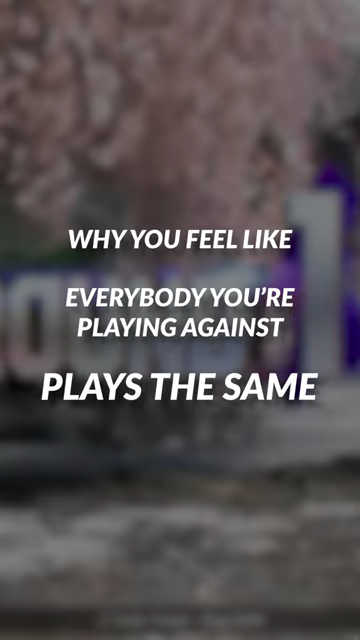 WHY YOU FEEL LIKE
EVERYBODY YOU'RE
PLAYING AGAINST
PLAYS THE SAME